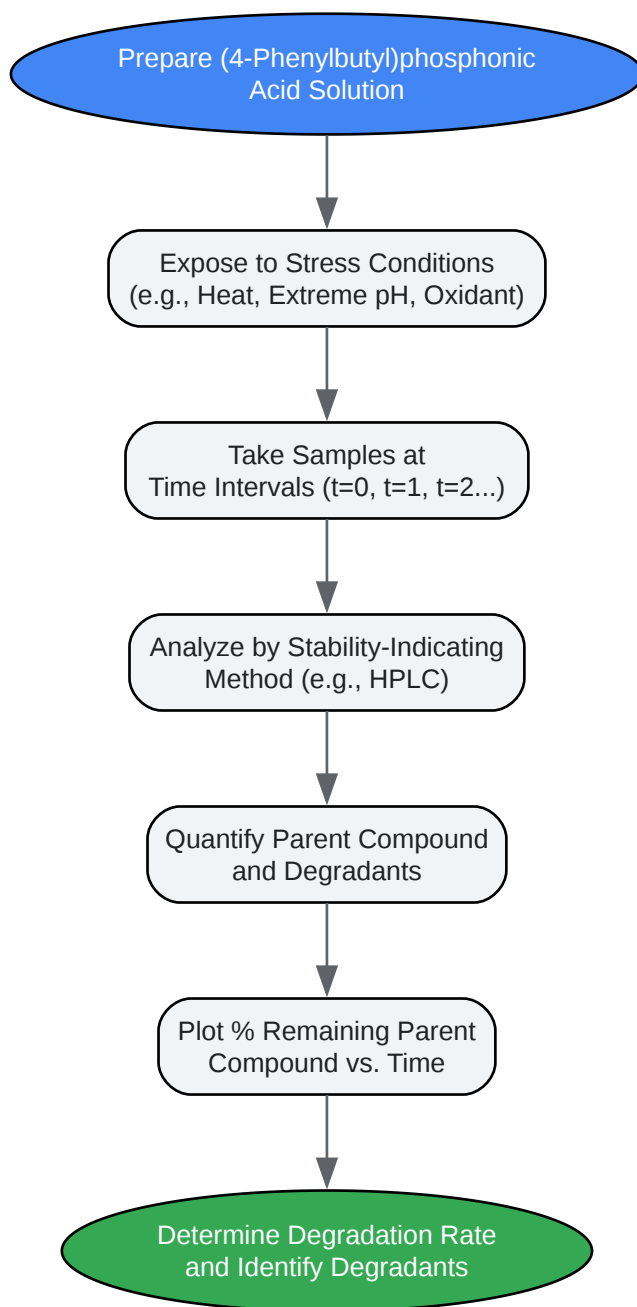 Prepare (4-Phenylbutyl)phosphonic
Acid Solution
Expose to Stress Conditions
(e.g., Heat, Extreme pH, Oxidant)
Take Samples at
Time Intervals (t=0, t=1, t=2...)
Analyze by Stability-Indicating
Method (e.g., HPLC)
Quantify Parent Compound
and Degradants
Plot % Remaining Parent
Compound vs. Time
Determine Degradation Rate
and Identify Degradants